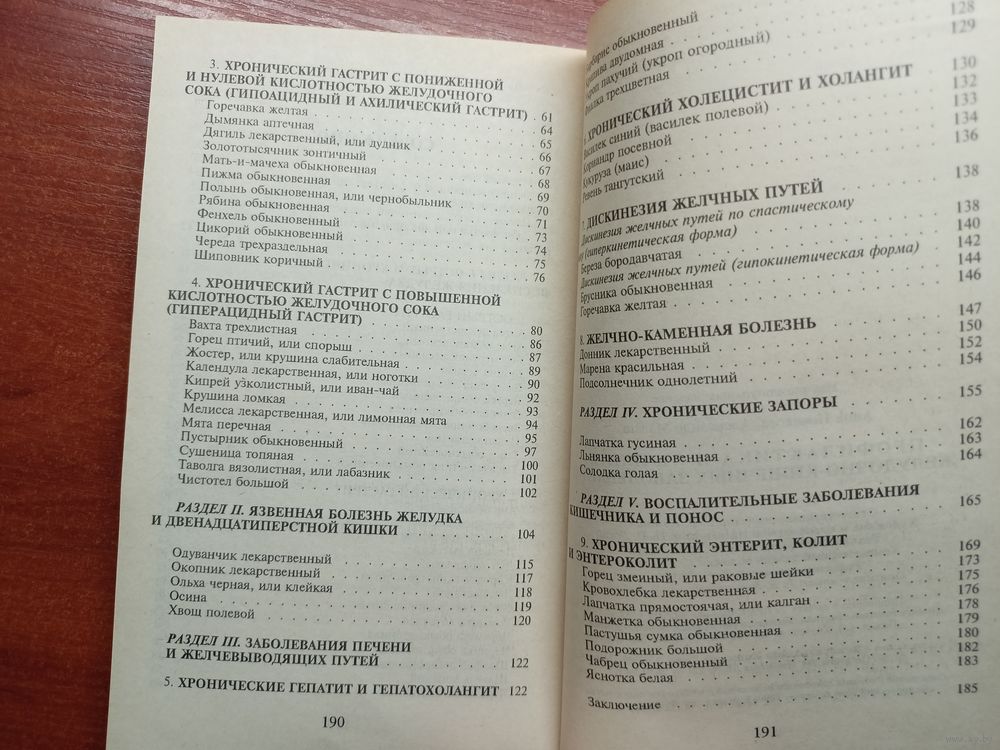 3. ХРОНИЧЕСКИЙ ГАСТРИТ С ПОНИЖЕННОЙ
И НУЛЕВОЙ КИСЛОТНОСТЬЮ ЖЕЛУДОЧНОГО
СОКА (ГИПОАЦИДНЫЙ И АХИЛИЧЕСКИЙ ГАСТРИТ) 61
Горечавка желтая . . . 64
Дымянка аптечная . . . 65
Дягиль лекарственный, или дудник . . . 66
Золототысячник зонтичный . . . 67
Мать-и-мачеха обыкновенная . . . 68
Пижма обыкновенная . . . 69
Полынь обыкновенная, или чернобыльник . . . 70
Рябина обыкновенная . . . 71
Фенхель обыкновенный . . . 73
Цикорий обыкновенный . . . 74
Череда трехраздельная . . . 75
Шиповник коричный . . . 76
4. ХРОНИЧЕСКИЙ ГАСТРИТ С ПОВЫШЕННОЙ
КИСЛОТНОСТЬЮ ЖЕЛУДОЧНОГО СОКА
(ГИПЕРАЦИДНЫЙ ГАСТРИТ) . . . 80
Вахта трехлистная . . . 86
Горец птичий, или спорыш . . . 87
Жостер, или крушина слабительная . . . 89
Календула лекарственная, или ноготки . . . 90
Кипрей узколистный, или иван-чай . . . 92
Крушина ломкая . . . 93
Мелисса лекарственная, или лимонная мята . . . 94
Мята перечная . . . 95
Пустырник обыкновенный . . . 97
Сушеница топяная . . . 100
Таволга вязолистная, или лабазник . . . 101
Чистотел большой . . . 102
РАЗДЕЛ II. ЯЗВЕННАЯ БОЛЕЗНЬ ЖЕЛУДКА
И ДВЕНАДЦАТИПЕРСТНОЙ КИШКИ . . . 104
Одуванчик лекарственный . . . 115
Окопник лекарственный . . . 117
Ольха черная, или клейкая . . . 118
Осина . . . 119
Хвощ полевой . . . 120
РАЗДЕЛ III. ЗАБОЛЕВАНИЯ ПЕЧЕНИ
И ЖЕЛЧЕВЫВОДЯЩИХ ПУТЕЙ . . . 122
5. ХРОНИЧЕСКИЕ ГЕПАТИТ И ГЕПАТОХОЛАНГИТ 122
190
рбарис обыкновенный
пива двудомная
роп пахучий (укроп огородный) . . . 128
иалка трехцветная . . . 129
6. ХРОНИЧЕСКИЙ ХОЛЕЦИСТИТ И ХОЛАНГИТ 130
Василек синий (василек полевой) . . . 132
Кориандр посевной . . . 133
Кукуруза (маис) . . . 134
Ревень тангутский . . . 136
7. ДИСКИНЕЗИЯ ЖЕЛЧНЫХ ПУТЕЙ . . . 138
Дискинезия желчных путей по спастическому
у (гиперкинетическая форма) . . . 138
Береза бородавчатая . . . 140
Дискинезия желчных путей (гипокинетическая форма) 142
Брусника обыкновенная . . . 144
Горечавка желтая . . . 146
8. ЖЕЛЧНО-КАМЕННАЯ БОЛЕЗНЬ . . . 147
Донник лекарственный . . . 150
Марена красильная . . . 152
Подсолнечник однолетний . . . 154
РАЗДЕЛ IV. ХРОНИЧЕСКИЕ ЗАПОРЫ . . . 155
Лапчатка гусиная . . . 162
Льнянка обыкновенная . . . 163
Солодка голая . . . 164
РАЗДЕЛ V. ВОСПАЛИТЕЛЬНЫЕ ЗАБОЛЕВАНИЯ
КИШЕЧНИКА И ПОНОС . . . 165
9. ХРОНИЧЕСКИЙ ЭНТЕРИТ, КОЛИТ
И ЭНТЕРОКОЛИТ . . . 169
Горец змеиный, или раковые шейки . . . 173
Кровохлебка лекарственная . . . 175
Лапчатка прямостоячая, или калган . . . 176
Манжетка обыкновенная . . . 178
Пастушья сумка обыкновенная . . . 179
Подорожник большой . . . 180
Чабрец обыкновенный . . . 182
Яснотка белая . . . 183
Заключение . . . 185
191